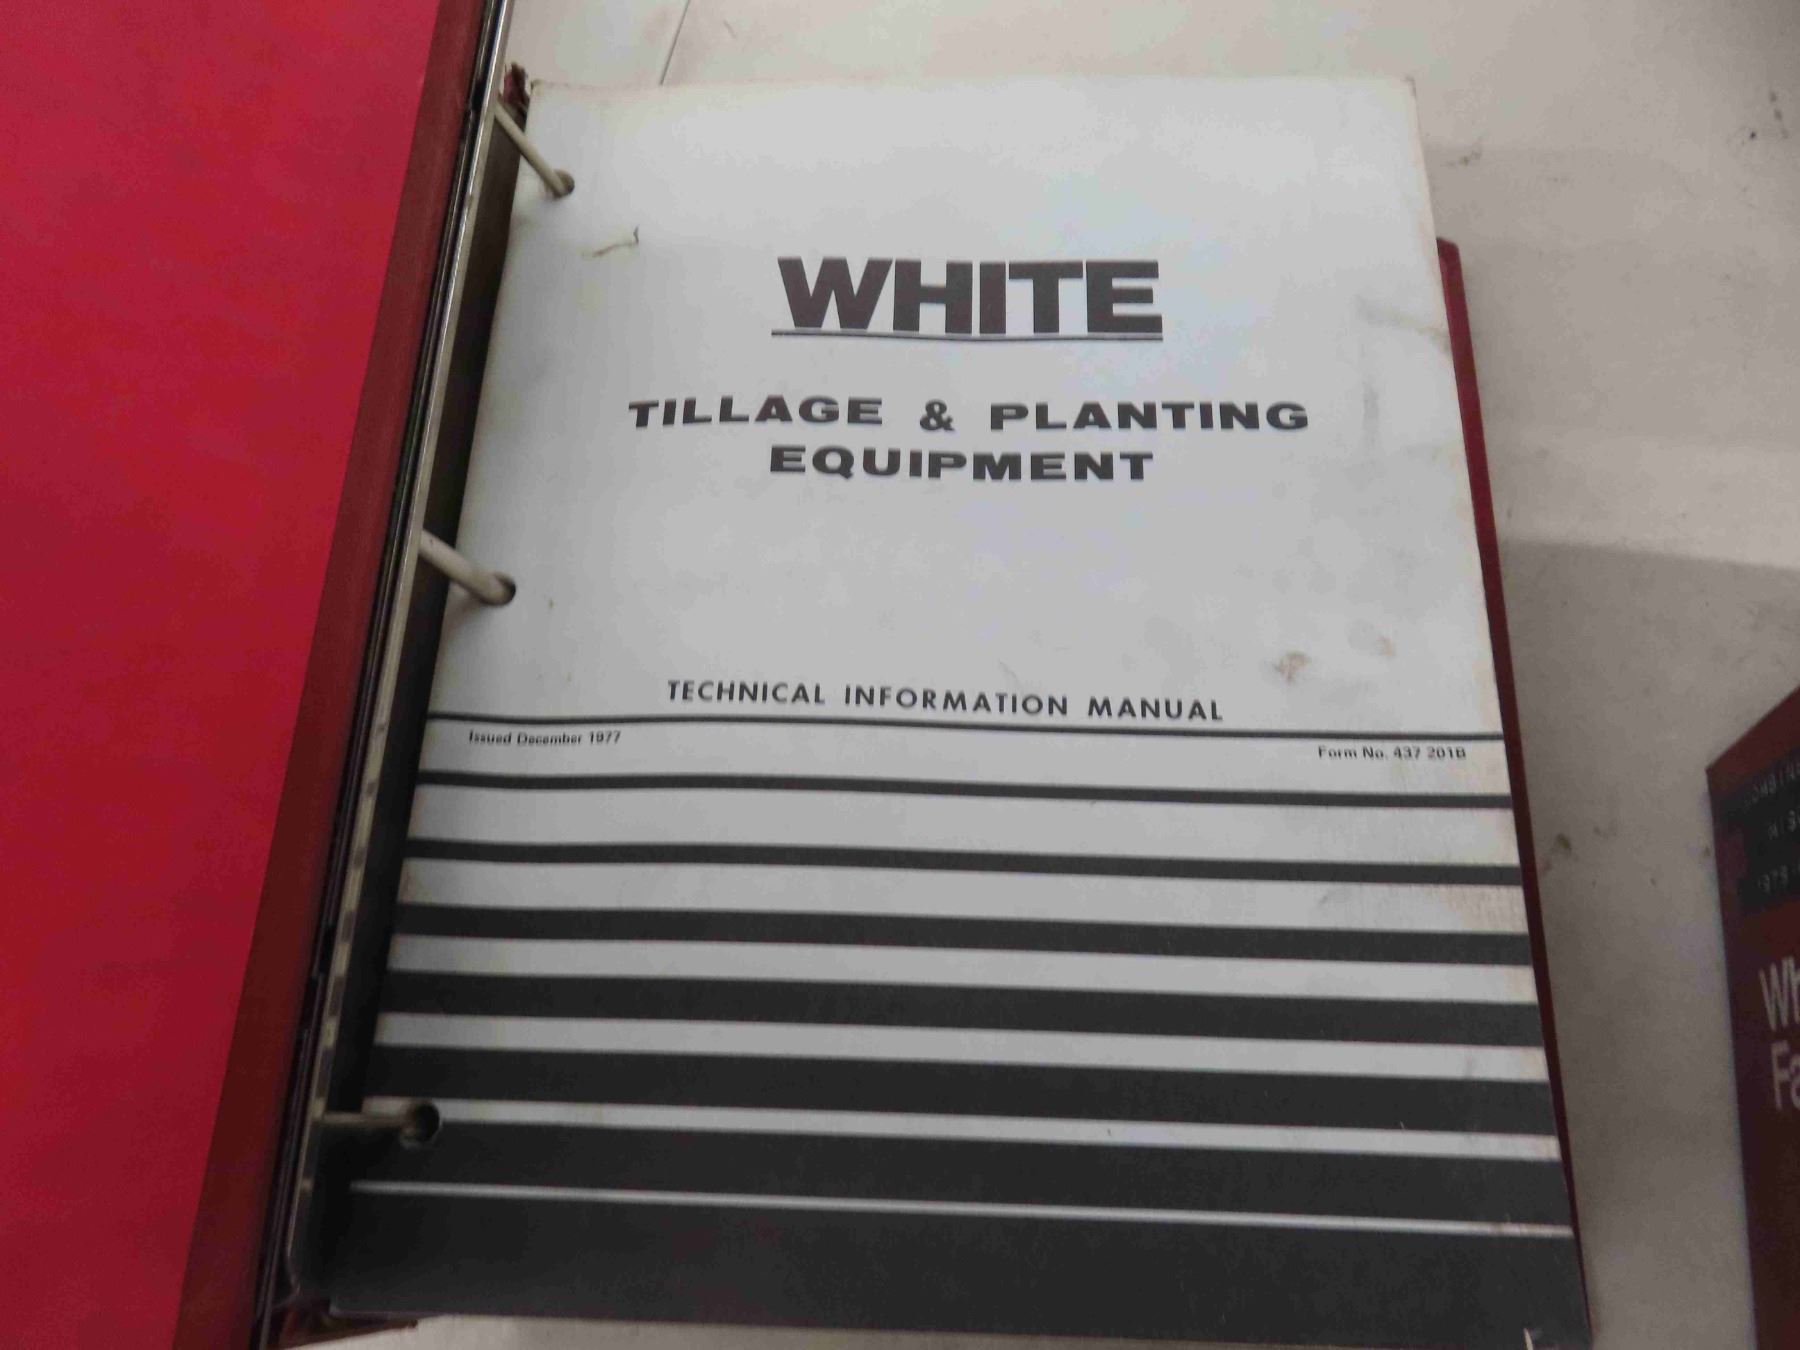 WHITE
TILLAGE & PLANTING
EQUIPMENT
TECHNICAL INFORMATION MANUAL
Issued December 1977
Form No. 437 201B